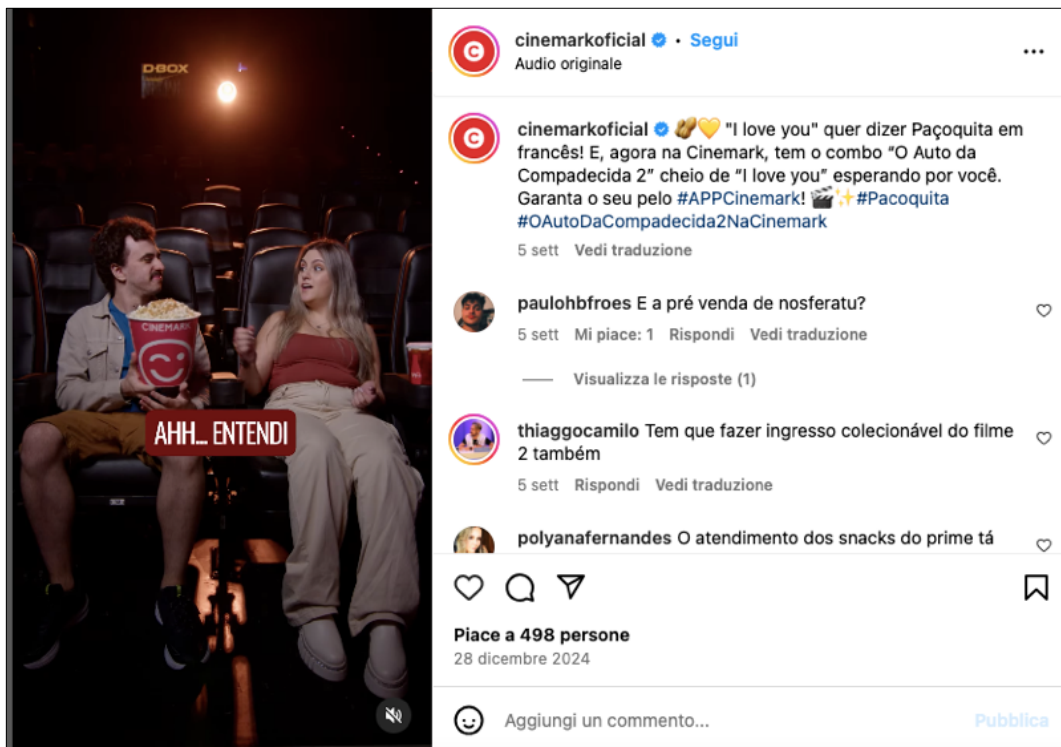 D-BOX
CINEMARK
AHH... ENTENDI
cinemarkoficial • Segui
Audio originale
cinemarkoficial 🥜💛 "I love you" quer dizer Paçoquita em
francês! E, agora na Cinemark, tem o combo “O Auto da
Compadecida 2” cheio de “I love you” esperando por você.
Garanta o seu pelo #APPCinemark! 🎬✨#Pacoquita
#OAutoDaCompadecida2NaCinemark
5 sett Vedi traduzione
paulohbfroes E a pré venda de nosferatu?
5 sett Mi piace: 1 Rispondi Vedi traduzione
Visualizza le risposte (1)
thiaggocamilo Tem que fazer ingresso colecionável do filme
2 também
5 sett Rispondi Vedi traduzione
polyanafernandes O atendimento dos snacks do prime tá
Piace a 498 persone
28 dicembre 2024
Aggiungi un commento...
Pubblica